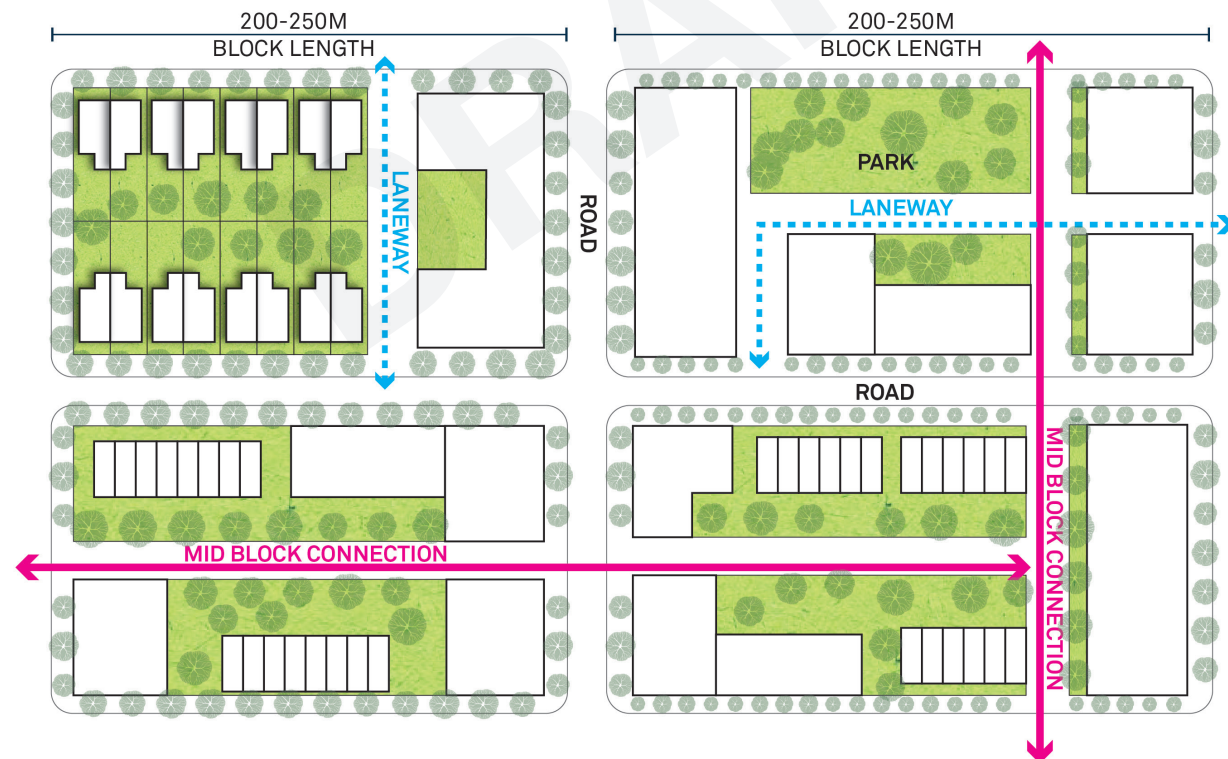 200-250M
BLOCK LENGTH
200-250M
BLOCK LENGTH
LANEWAY
ROAD
PARK
LANEWAY
ROAD
MID BLOCK CONNECTION
MID BLOCK CONNECTION
DRA